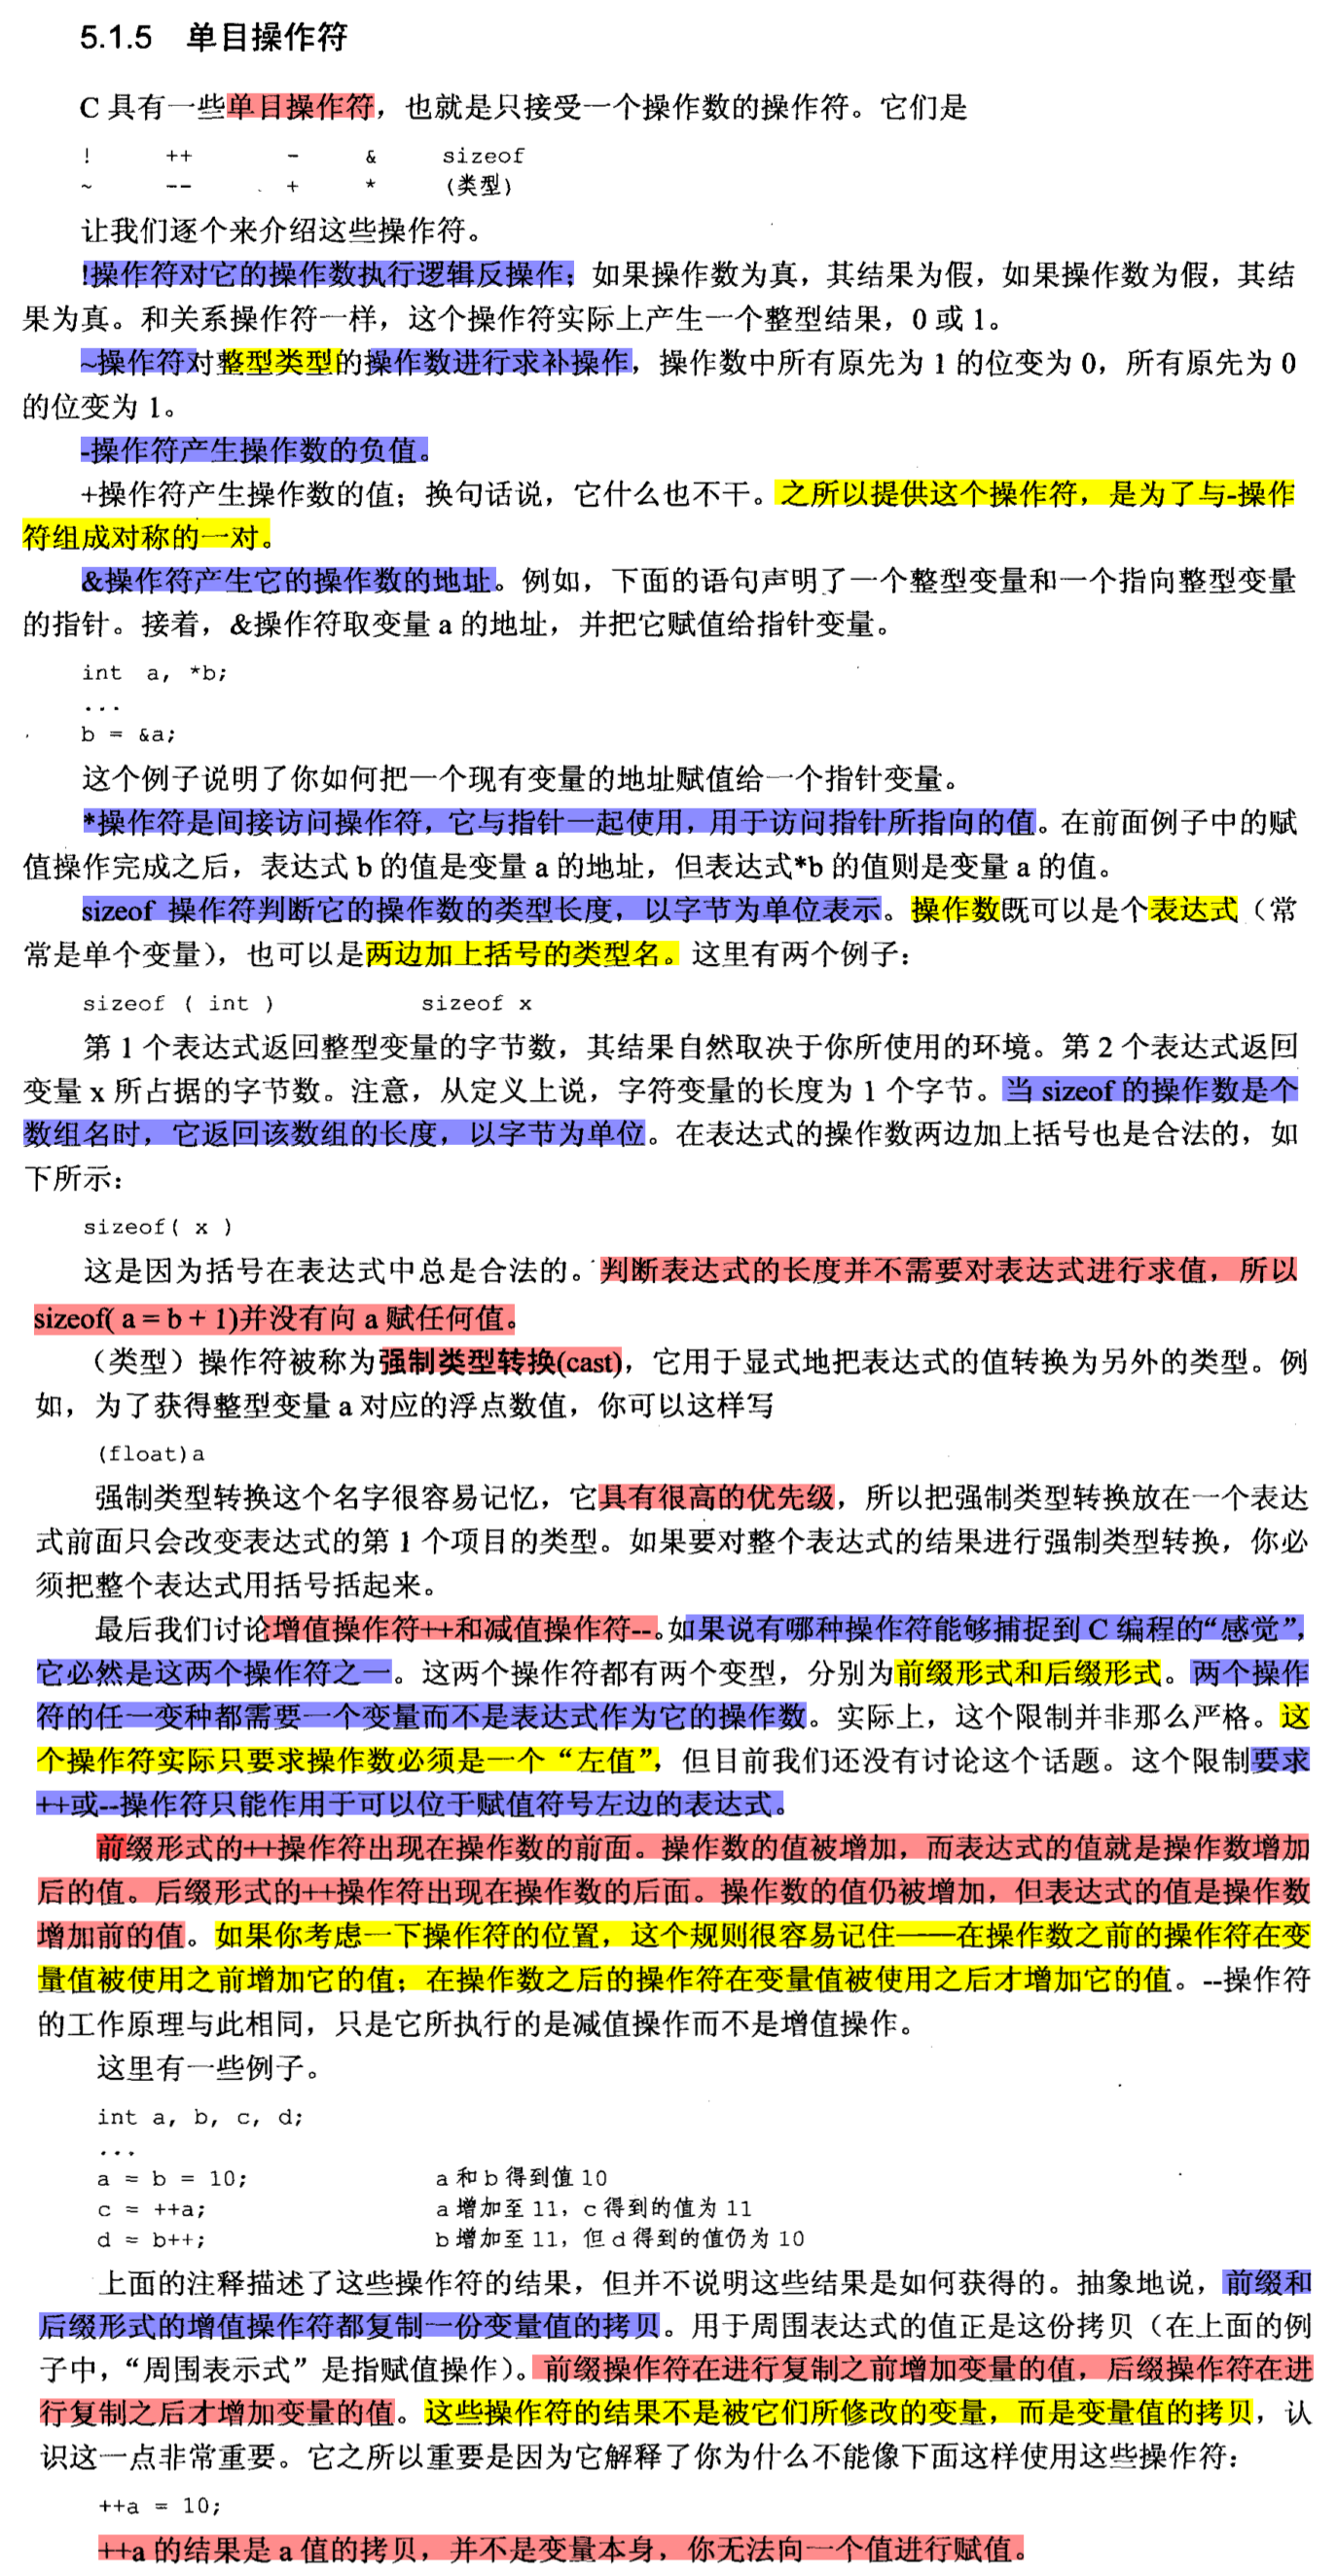 5.1.5 单目操作符
C 具有一些单目操作符，也就是只接受一个操作数的操作符。它们是
! ++ - & sizeof
~ -- + * (类型)
让我们逐个来介绍这些操作符。
!操作符对它的操作数执行逻辑反操作；如果操作数为真，其结果为假，如果操作数为假，其结
果为真。和关系操作符一样，这个操作符实际上产生一个整型结果，0 或 1。
~操作符对整型类型的操作数进行求补操作，操作数中所有原先为 1 的位变为 0，所有原先为 0
的位变为 1。
-操作符产生操作数的负值。
+操作符产生操作数的值；换句话说，它什么也不干。之所以提供这个操作符，是为了与-操作
符组成对称的一对。
&操作符产生它的操作数的地址。例如，下面的语句声明了一个整型变量和一个指向整型变量
的指针。接着，&操作符取变量 a 的地址，并把它赋值给指针变量。
int a, *b;
...
b = &a;
这个例子说明了你如何把一个现有变量的地址赋值给一个指针变量。
*操作符是间接访问操作符，它与指针一起使用，用于访问指针所指向的值。在前面例子中的赋
值操作完成之后，表达式 b 的值是变量 a 的地址，但表达式*b 的值则是变量 a 的值。
sizeof 操作符判断它的操作数的类型长度，以字节为单位表示。操作数既可以是个表达式（常
常是单个变量），也可以是两边加上括号的类型名。这里有两个例子：
sizeof ( int ) sizeof x
第 1 个表达式返回整型变量的字节数，其结果自然取决于你所使用的环境。第 2 个表达式返回
变量 x 所占据的字节数。注意，从定义上说，字符变量的长度为 1 个字节。当 sizeof 的操作数是个
数组名时，它返回该数组的长度，以字节为单位。在表达式的操作数两边加上括号也是合法的，如
下所示：
sizeof( x )
这是因为括号在表达式中总是合法的。判断表达式的长度并不需要对表达式进行求值，所以
sizeof( a = b + 1)并没有向 a 赋任何值。
（类型）操作符被称为强制类型转换(cast)，它用于显式地把表达式的值转换为另外的类型。例
如，为了获得整型变量 a 对应的浮点数值，你可以这样写
(float)a
强制类型转换这个名字很容易记忆，它具有很高的优先级，所以把强制类型转换放在一个表达
式前面只会改变表达式的第 1 个项目的类型。如果要对整个表达式的结果进行强制类型转换，你必
须把整个表达式用括号括起来。
最后我们讨论增值操作符++和减值操作符--。如果说有哪种操作符能够捕捉到 C 编程的“感觉”，
它必然是这两个操作符之一。这两个操作符都有两个变型，分别为前缀形式和后缀形式。两个操作
符的任一变种都需要一个变量而不是表达式作为它的操作数。实际上，这个限制并非那么严格。这
个操作符实际只要求操作数必须是一个“左值”，但目前我们还没有讨论这个话题。这个限制要求
++或--操作符只能作用于可以位于赋值符号左边的表达式。
前缀形式的++操作符出现在操作数的前面。操作数的值被增加，而表达式的值就是操作数增加
后的值。后缀形式的++操作符出现在操作数的后面。操作数的值仍被增加，但表达式的值是操作数
增加前的值。如果你考虑一下操作符的位置，这个规则很容易记住——在操作数之前的操作符在变
量值被使用之前增加它的值；在操作数之后的操作符在变量值被使用之后才增加它的值。--操作符
的工作原理与此相同，只是它所执行的是减值操作而不是增值操作。
这里有一些例子。
int a, b, c, d;
...
a = b = 10; a 和 b 得到值 10
c = ++a; a 增加至 11，c 得到的值为 11
d = b++; b 增加至 11，但 d 得到的值仍为 10
上面的注释描述了这些操作符的结果，但并不说明这些结果是如何获得的。抽象地说，前缀和
后缀形式的增值操作符都复制一份变量值的拷贝。用于周围表达式的值正是这份拷贝（在上面的例
子中，“周围表示式”是指赋值操作）。前缀操作符在进行复制之前增加变量的值，后缀操作符在进
行复制之后才增加变量的值。这些操作符的结果不是被它们所修改的变量，而是变量值的拷贝，认
识这一点非常重要。它之所以重要是因为它解释了你为什么不能像下面这样使用这些操作符：
++a = 10;
++a 的结果是 a 值的拷贝，并不是变量本身，你无法向一个值进行赋值。